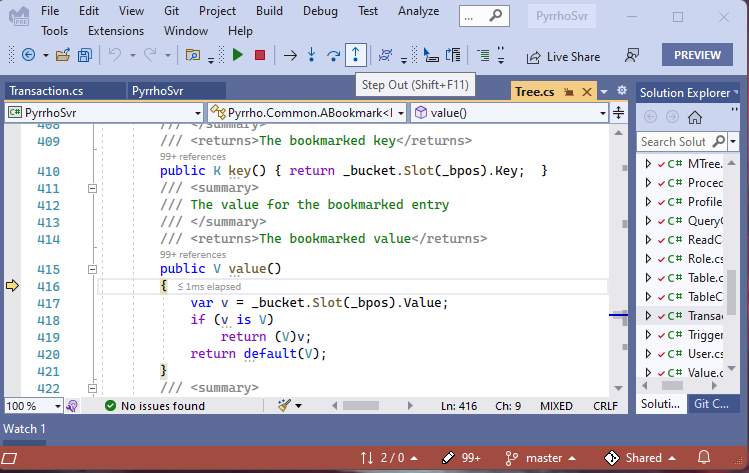 File Edit View Git Project Build Debug Test Analyze
Tools Extensions Window Help
... PyrrhoSvr
Live Share PREVIEW
Step Out (Shift+F11)
Transaction.cs PyrrhoSvr Tree.cs
C# PyrrhoSvr Pyrrho.Common.ABookmark<I value()
408 /// </summary>
409 /// <returns>The bookmarked key</returns>
99+ references
410 public K key() { return _bucket.Slot(_bpos).Key; }
411 /// <summary>
412 /// The value for the bookmarked entry
413 /// </summary>
414 /// <returns>The bookmarked value</returns>
99+ references
415 public V value()
416 { ≤ 1ms elapsed
417 var v = _bucket.Slot(_bpos).Value;
418 if (v is V)
419 return (V)v;
420 return default(V);
421 }
422 /// <summary>
100 % No issues found Ln: 416 Ch: 9 MIXED CRLF
Solution Explorer
Search Solut
C# MTree.
C# Proced
C# Profile
C# QueryC
C# ReadCo
C# Role.cs
C# Table.c
C# TableC
C# Transac
C# Trigger
C# User.cs
C# Value.c
Soluti... Git C...
Watch 1
2 / 0 99+ master Shared